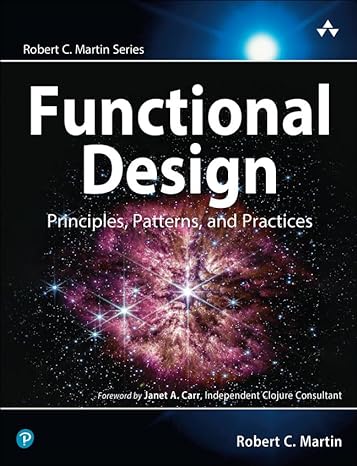 Robert C. Martin Series
Functional
Design
Principles, Patterns, and Practices
Foreword by Janet A. Carr, Independent Clojure Consultant
P
Robert C. Martin